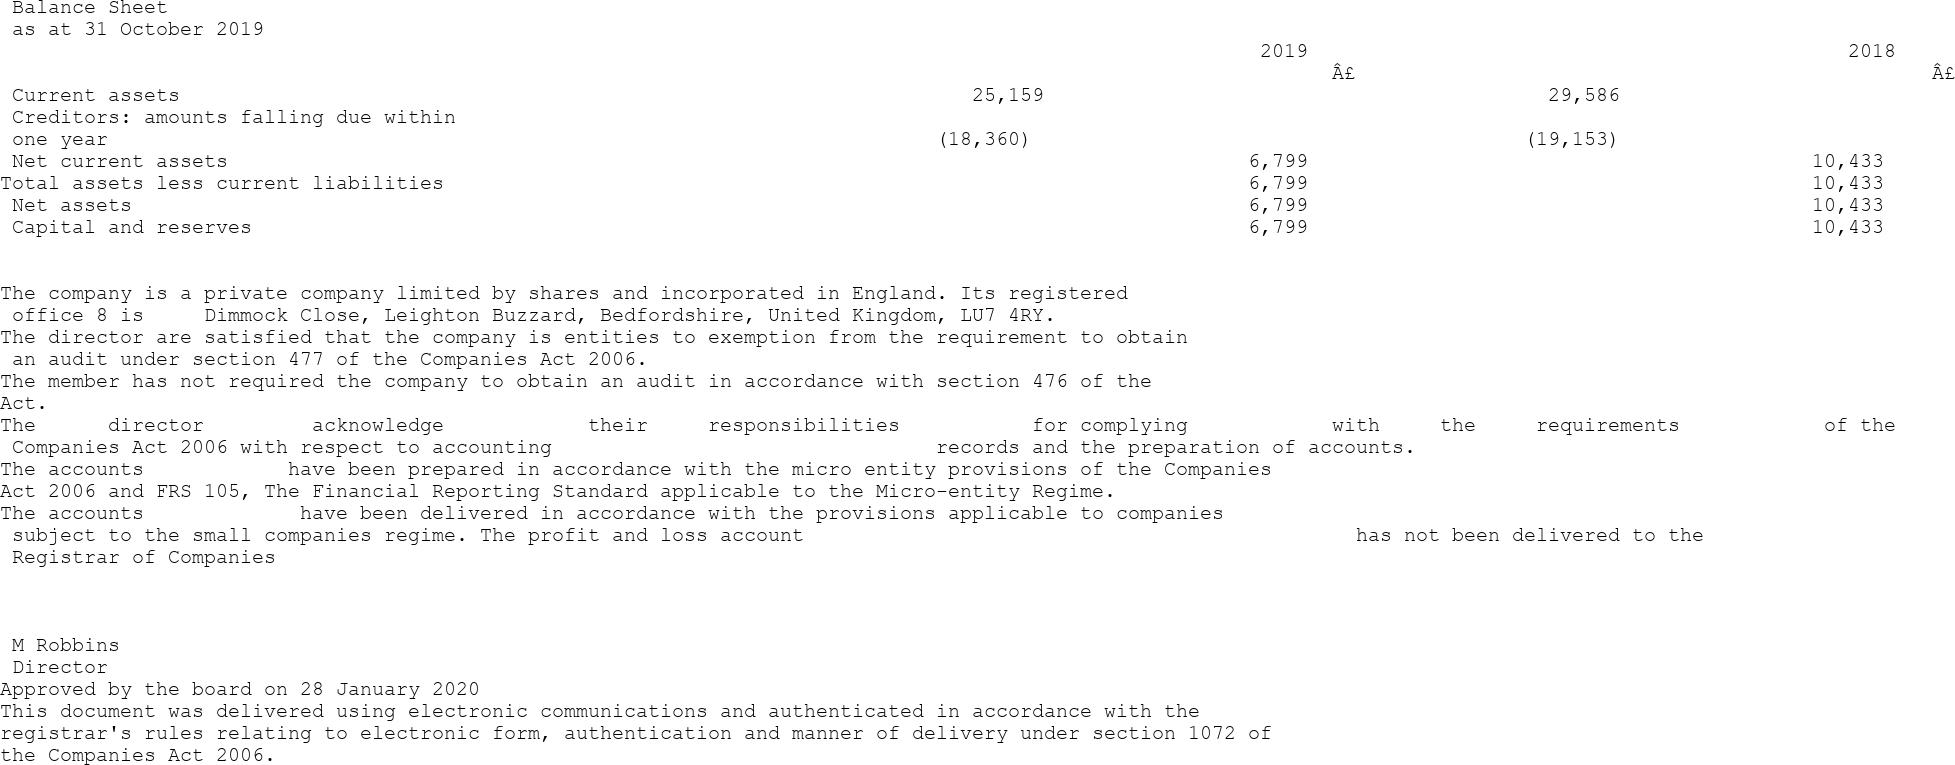 Balance Sheet
as at 31 October 2019
2019 2018
Â£ Â£
Current assets 25,159 29,586
Creditors: amounts falling due within
one year (18,360) (19,153)
Net current assets 6,799 10,433
Total assets less current liabilities 6,799 10,433
Net assets 6,799 10,433
Capital and reserves 6,799 10,433
The company is a private company limited by shares and incorporated in England. Its registered
office 8 is Dimmock Close, Leighton Buzzard, Bedfordshire, United Kingdom, LU7 4RY.
The director are satisfied that the company is entities to exemption from the requirement to obtain
an audit under section 477 of the Companies Act 2006.
The member has not required the company to obtain an audit in accordance with section 476 of the
Act.
The director acknowledge their responsibilities for complying with the requirements of the
Companies Act 2006 with respect to accounting records and the preparation of accounts.
The accounts have been prepared in accordance with the micro entity provisions of the Companies
Act 2006 and FRS 105, The Financial Reporting Standard applicable to the Micro-entity Regime.
The accounts have been delivered in accordance with the provisions applicable to companies
subject to the small companies regime. The profit and loss account has not been delivered to the
Registrar of Companies
M Robbins
Director
Approved by the board on 28 January 2020
This document was delivered using electronic communications and authenticated in accordance with the
registrar's rules relating to electronic form, authentication and manner of delivery under section 1072 of
the Companies Act 2006.